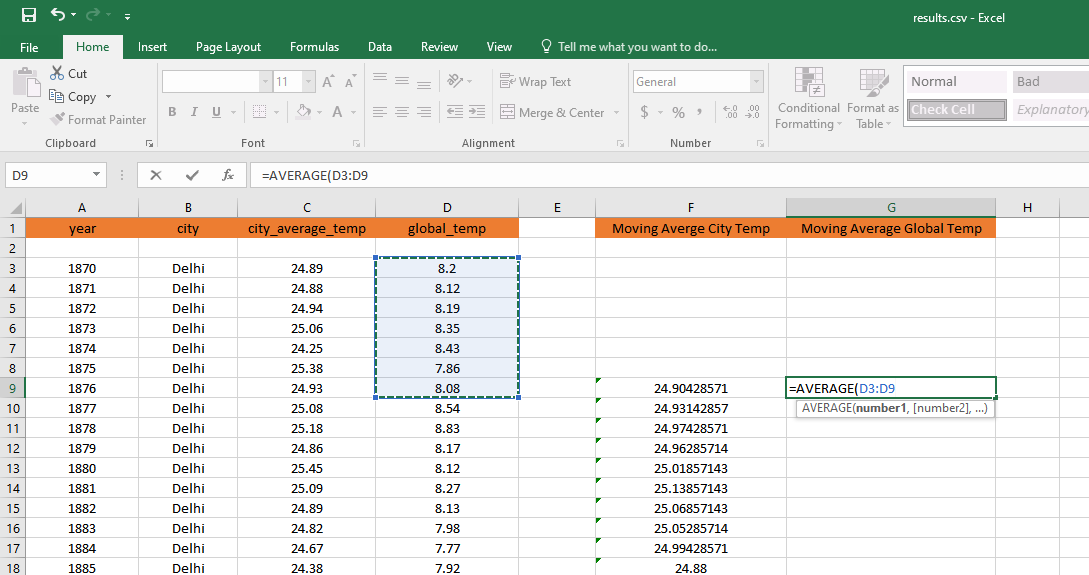 results.csv - Excel
File Home Insert Page Layout Formulas Data Review View Tell me what you want to do...
Paste
Cut
Copy
Format Painter
Clipboard
11 A A
B I U A
Font
Wrap Text
Merge & Center
Alignment
General
$ % , .0 .00 .00 .0
Number
Conditional Formatting
Format as Table
Normal Bad
Check Cell Explanatory
D9 fx =AVERAGE(D3:D9
A B C D E F G H
1 year city city_average_temp global_temp Moving Averge City Temp Moving Average Global Temp
2
3 1870 Delhi 24.89 8.2
4 1871 Delhi 24.88 8.12
5 1872 Delhi 24.94 8.19
6 1873 Delhi 25.06 8.35
7 1874 Delhi 24.25 8.43
8 1875 Delhi 25.38 7.86
9 1876 Delhi 24.93 8.08 24.90428571 =AVERAGE(D3:D9
10 1877 Delhi 25.08 8.54 24.93142857 AVERAGE(number1, [number2], ...)
11 1878 Delhi 25.18 8.83 24.97428571
12 1879 Delhi 24.86 8.17 24.96285714
13 1880 Delhi 25.45 8.12 25.01857143
14 1881 Delhi 25.09 8.27 25.13857143
15 1882 Delhi 24.89 8.13 25.06857143
16 1883 Delhi 24.82 7.98 25.05285714
17 1884 Delhi 24.67 7.77 24.99428571
18 1885 Delhi 24.38 7.92 24.88